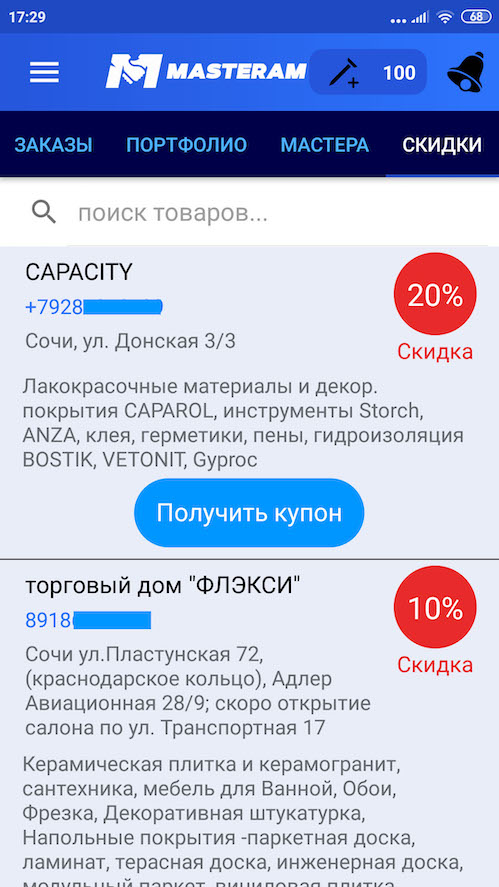 17:29
68
MASTERAM
100
ЗАКАЗЫ ПОРТФОЛИО МАСТЕРА СКИДКИ
поиск товаров...
CAPACITY
20%
+7928
Сочи, ул. Донская 3/3
Скидка
Лакокрасочные материалы и декор.
покрытия CAPAROL, инструменты Storch,
ANZA, клея, герметики, пены, гидроизоляция
BOSTIK, VETONIT, Gyproc
Получить купон
торговый дом "ФЛЭКСИ"
10%
8918
Сочи ул.Пластунская 72,
Скидка
(краснодарское кольцо), Адлер
Авиационная 28/9; скоро открытие
салона по ул. Транспортная 17
Керамическая плитка и керамогранит,
сантехника, мебель для Ванной, Обои,
Фрезка, Декоративная штукатурка,
Напольные покрытия -паркетная доска,
ламинат, терасная доска, инженерная доска,
модульный паркет, виниловая плитка